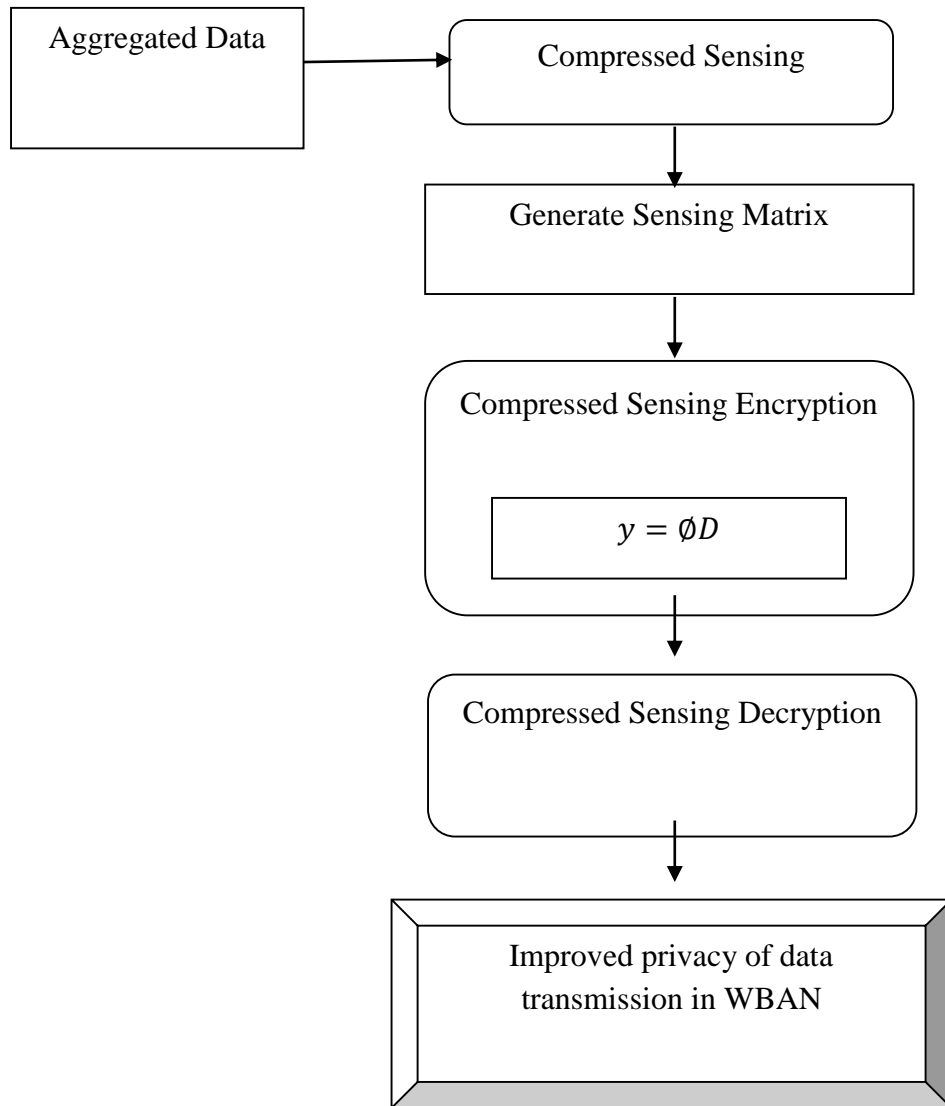 Aggregated Data
Compressed Sensing
Generate Sensing Matrix
Compressed Sensing Encryption
y = ∅D
Compressed Sensing Decryption
Improved privacy of data
transmission in WBAN